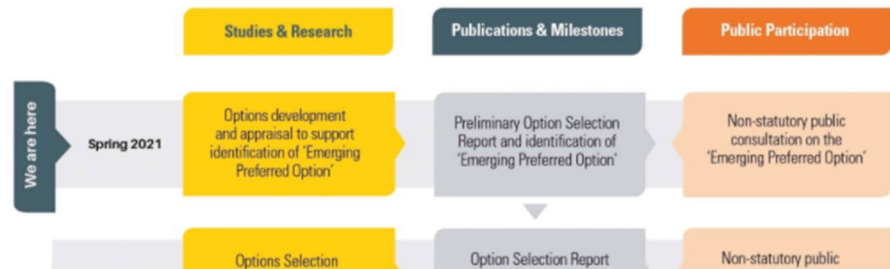 Studies & Research
Publications & Milestones
Public Participation
We are here
Spring 2021
Options development
and appraisal to support
identification of ‘Emerging
Preferred Option’
Preliminary Option Selection
Report and identification of
‘Emerging Preferred Option’
Non-statutory public
consultation on the
‘Emerging Preferred Option’
Options Selection
Option Selection Report
Non-statutory public